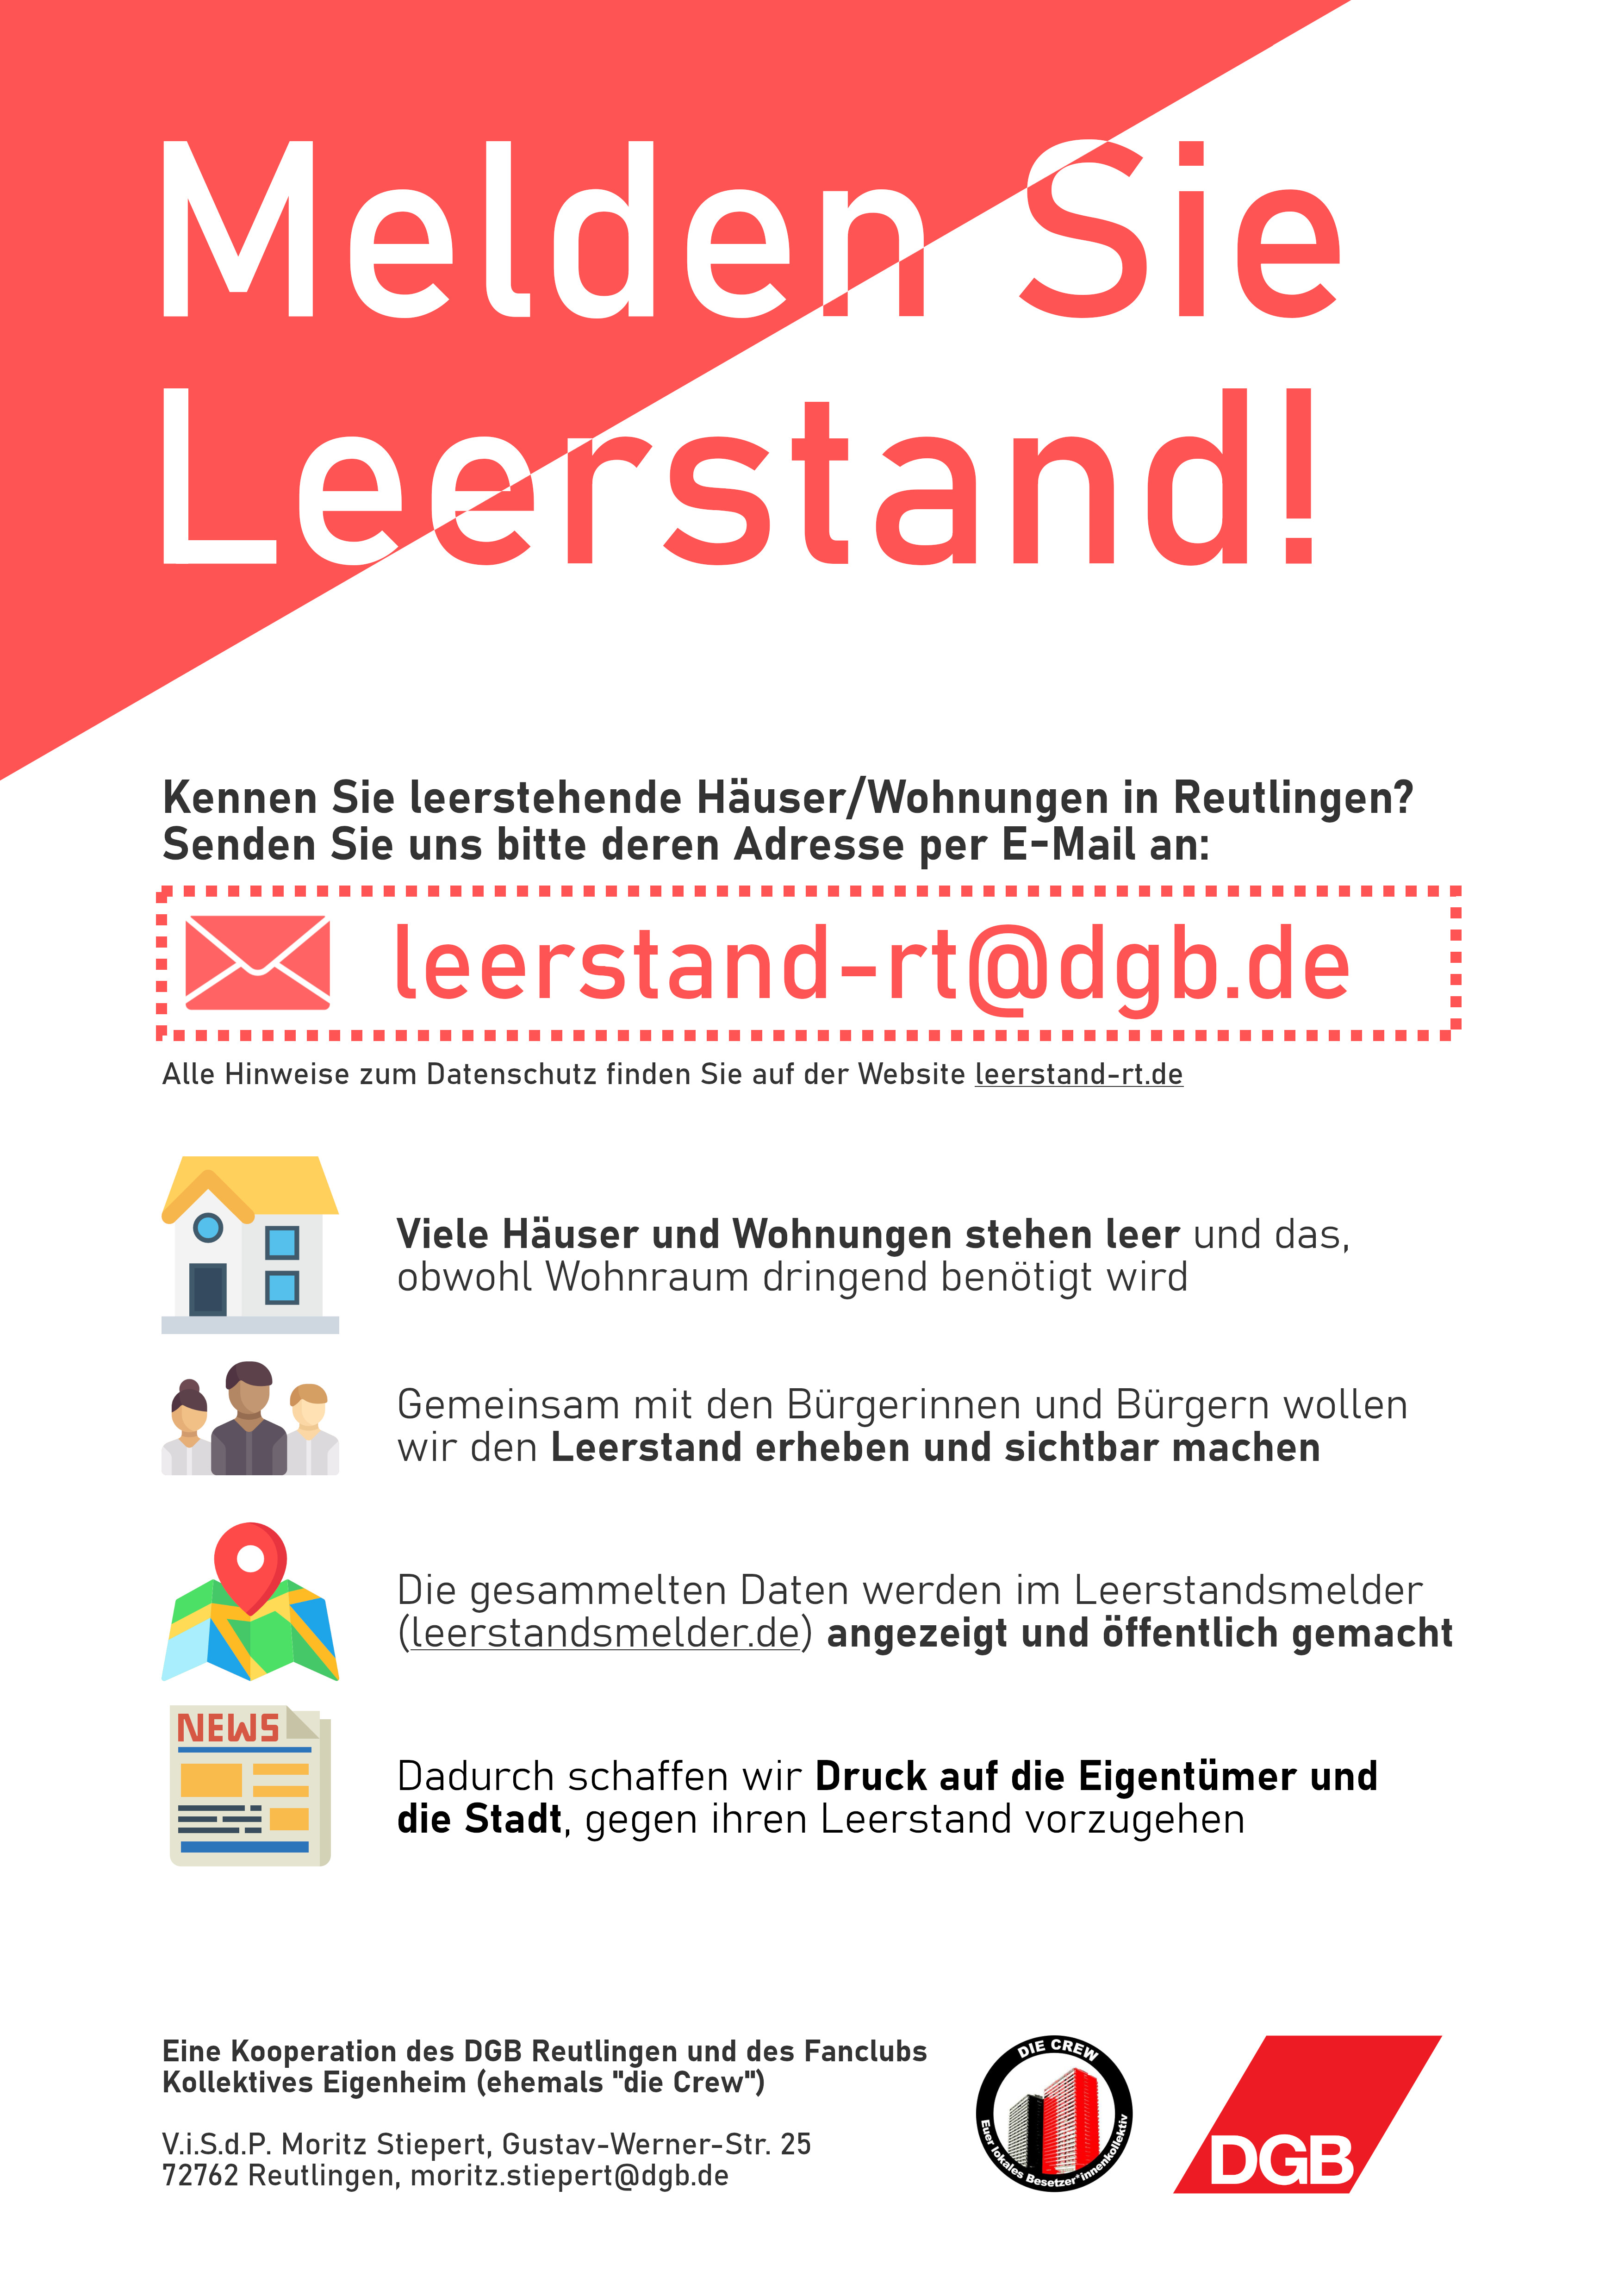 Melden Sie
Leerstand!
Kennen Sie leerstehende Häuser/Wohnungen in Reutlingen?
Senden Sie uns bitte deren Adresse per E-Mail an:
leerstand-rt@dgb.de
Alle Hinweise zum Datenschutz finden Sie auf der Website leerstand-rt.de
Viele Häuser und Wohnungen stehen leer und das,
obwohl Wohnraum dringend benötigt wird
Gemeinsam mit den Bürgerinnen und Bürgern wollen
wir den Leerstand erheben und sichtbar machen
Die gesammelten Daten werden im Leerstandsmelder
(leerstandsmelder.de) angezeigt und öffentlich gemacht
NEWS
Dadurch schaffen wir Druck auf die Eigentümer und
die Stadt, gegen ihren Leerstand vorzugehen
Eine Kooperation des DGB Reutlingen und des Fanclubs
Kollektives Eigenheim (ehemals "die Crew")
V.i.S.d.P. Moritz Stiepert, Gustav-Werner-Str. 25
72762 Reutlingen, moritz.stiepert@dgb.de
DIE CREW
Euer lokales Besetzer*innenkollektiv
DGB